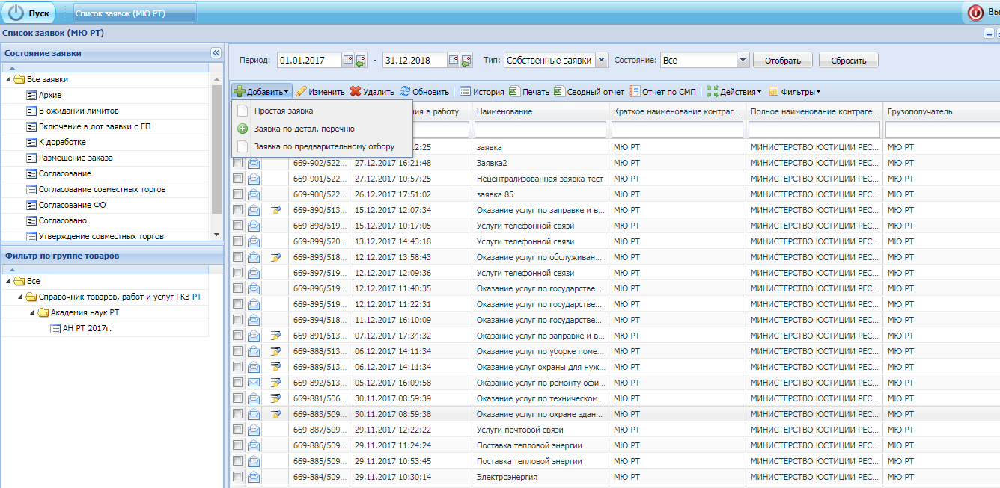 Пуск Список заявок (МЮ РТ) Вы
Список заявок (МЮ РТ)
Состояние заявки
Все заявки
Архив
В ожидании лимитов
Включение в лот заявки с ЕП
К доработке
Размещение заказа
Согласование
Согласование совместных торгов
Согласование ФО
Согласовано
Утверждение совместных торгов
Фильтр по группе товаров
Все
Справочник товаров, работ и услуг ГКЗ РТ
Академия наук РТ
АН РТ 2017г.
Период: 01.01.2017 - 31.12.2018 Тип: Собственные заявки Состояние: Все Отобрать Сбросить
Добавить Изменить Удалить Обновить История Печать Сводный отчет Отчет по СМП Действия Фильтры
Простая заявка
Заявка по детал. перечню
Заявка по предварительному отбору
ия в работу Наименование Краткое наименование контраг... Полное наименование контраге... Грузополучатель
2:25 заявка МЮ РТ МИНИСТЕРСТВО ЮСТИЦИИ РЕС... МЮ РТ
669-902/522... 27.12.2017 16:21:48 Заявка2 МЮ РТ МИНИСТЕРСТВО ЮСТИЦИИ РЕС... МЮ РТ
669-901/522... 27.12.2017 10:57:25 Нецентрализованная заявка тест МЮ РТ МИНИСТЕРСТВО ЮСТИЦИИ РЕС... МЮ РТ
669-900/522... 26.12.2017 17:51:02 заявка 85 МЮ РТ МИНИСТЕРСТВО ЮСТИЦИИ РЕС... МЮ РТ
669-890/513... 15.12.2017 12:07:34 Оказание услуг по заправке и в... МЮ РТ МИНИСТЕРСТВО ЮСТИЦИИ РЕС... МЮ РТ
669-898/519... 15.12.2017 10:17:05 Услуги телефонной связи МЮ РТ МИНИСТЕРСТВО ЮСТИЦИИ РЕС... МЮ РТ
669-899/520... 13.12.2017 14:43:18 Услуги телефонной связи МЮ РТ МИНИСТЕРСТВО ЮСТИЦИИ РЕС... МЮ РТ
669-893/518... 12.12.2017 13:58:43 Оказание услуг по обслуживан... МЮ РТ МИНИСТЕРСТВО ЮСТИЦИИ РЕС... МЮ РТ
669-897/519... 12.12.2017 12:09:36 Услуги телефонной связи МЮ РТ МИНИСТЕРСТВО ЮСТИЦИИ РЕС... МЮ РТ
669-896/519... 12.12.2017 11:40:35 Оказание услуг по государстве... МЮ РТ МИНИСТЕРСТВО ЮСТИЦИИ РЕС... МЮ РТ
669-895/519... 12.12.2017 11:22:31 Оказание услуг по государстве... МЮ РТ МИНИСТЕРСТВО ЮСТИЦИИ РЕС... МЮ РТ
669-894/518... 11.12.2017 16:10:09 Оказание услуг по государстве... МЮ РТ МИНИСТЕРСТВО ЮСТИЦИИ РЕС... МЮ РТ
669-891/513... 07.12.2017 17:34:32 Оказание услуг по заправке и в... МЮ РТ МИНИСТЕРСТВО ЮСТИЦИИ РЕС... МЮ РТ
669-888/513... 06.12.2017 14:11:34 Оказание услуг по уборке поме... МЮ РТ МИНИСТЕРСТВО ЮСТИЦИИ РЕС... МЮ РТ
669-889/513... 06.12.2017 14:11:34 Оказание услуг охраны для нуж... МЮ РТ МИНИСТЕРСТВО ЮСТИЦИИ РЕС... МЮ РТ
669-892/513... 05.12.2017 16:09:58 Оказание услуг по ремонту офи... МЮ РТ МИНИСТЕРСТВО ЮСТИЦИИ РЕС... МЮ РТ
669-881/506... 30.11.2017 08:59:39 Оказание услуг по техническом... МЮ РТ МИНИСТЕРСТВО ЮСТИЦИИ РЕС... МЮ РТ
669-883/509... 30.11.2017 08:59:38 Оказание услуг по охране здан... МЮ РТ МИНИСТЕРСТВО ЮСТИЦИИ РЕС... МЮ РТ
669-887/509... 29.11.2017 12:22:22 Услуги почтовой связи МЮ РТ МИНИСТЕРСТВО ЮСТИЦИИ РЕС... МЮ РТ
669-886/509... 29.11.2017 11:24:24 Поставка тепловой энергии МЮ РТ МИНИСТЕРСТВО ЮСТИЦИИ РЕС... МЮ РТ
669-885/509... 29.11.2017 10:53:45 Поставка тепловой энергии МЮ РТ МИНИСТЕРСТВО ЮСТИЦИИ РЕС... МЮ РТ
669-884/509... 29.11.2017 10:30:14 Электроэнергия МЮ РТ МИНИСТЕРСТВО ЮСТИЦИИ РЕС... МЮ РТ